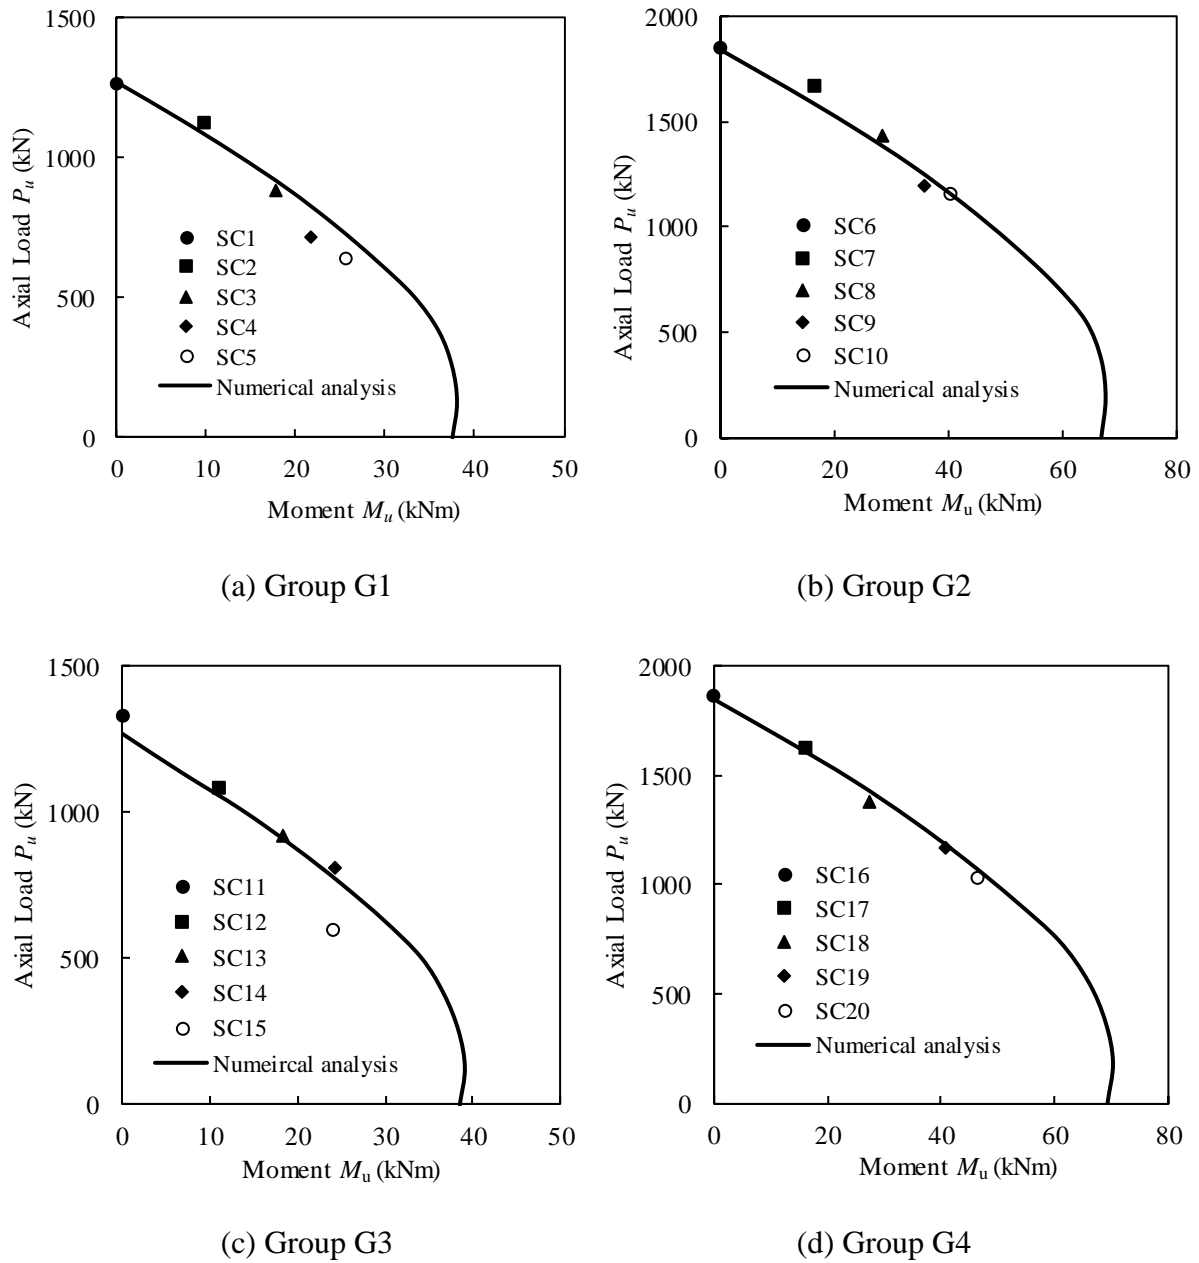 1500
1000
500
0
Axial Load Pu (kN)
SC1
SC2
SC3
SC4
SC5
Numerical analysis
0 10 20 30 40 50
Moment Mu (kNm)
(a) Group G1
2000
1500
1000
500
0
Axial Load Pu (kN)
SC6
SC7
SC8
SC9
SC10
Numerical analysis
0 20 40 60 80
Moment Mu (kNm)
(b) Group G2
1500
1000
500
0
Axial Load Pu (kN)
SC11
SC12
SC13
SC14
SC15
Numeircal analysis
0 10 20 30 40 50
Moment Mu (kNm)
(c) Group G3
2000
1500
1000
500
0
Axial Load Pu (kN)
SC16
SC17
SC18
SC19
SC20
Numerical analysis
0 20 40 60 80
Moment Mu (kNm)
(d) Group G4